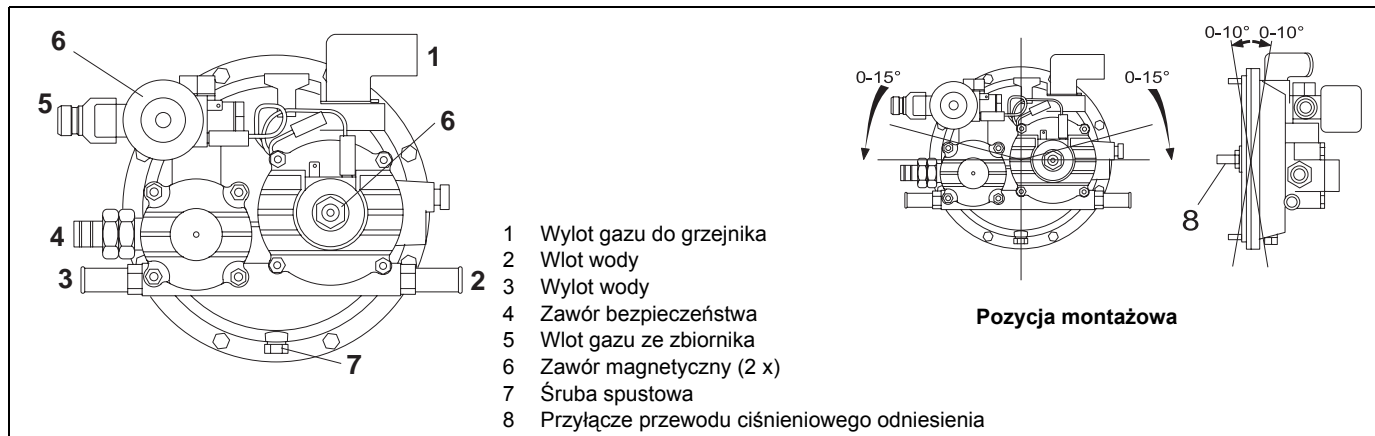 6
1
5
6
4
3
2
7
1 Wylot gazu do grzejnika
2 Wlot wody
3 Wylot wody
4 Zawór bezpieczeństwa
5 Wlot gazu ze zbiornika
6 Zawór magnetyczny (2 x)
7 Śruba spustowa
8 Przyłącze przewodu ciśnieniowego odniesienia
0-15°
0-15°
0-10° 0-10°
8
Pozycja montażowa